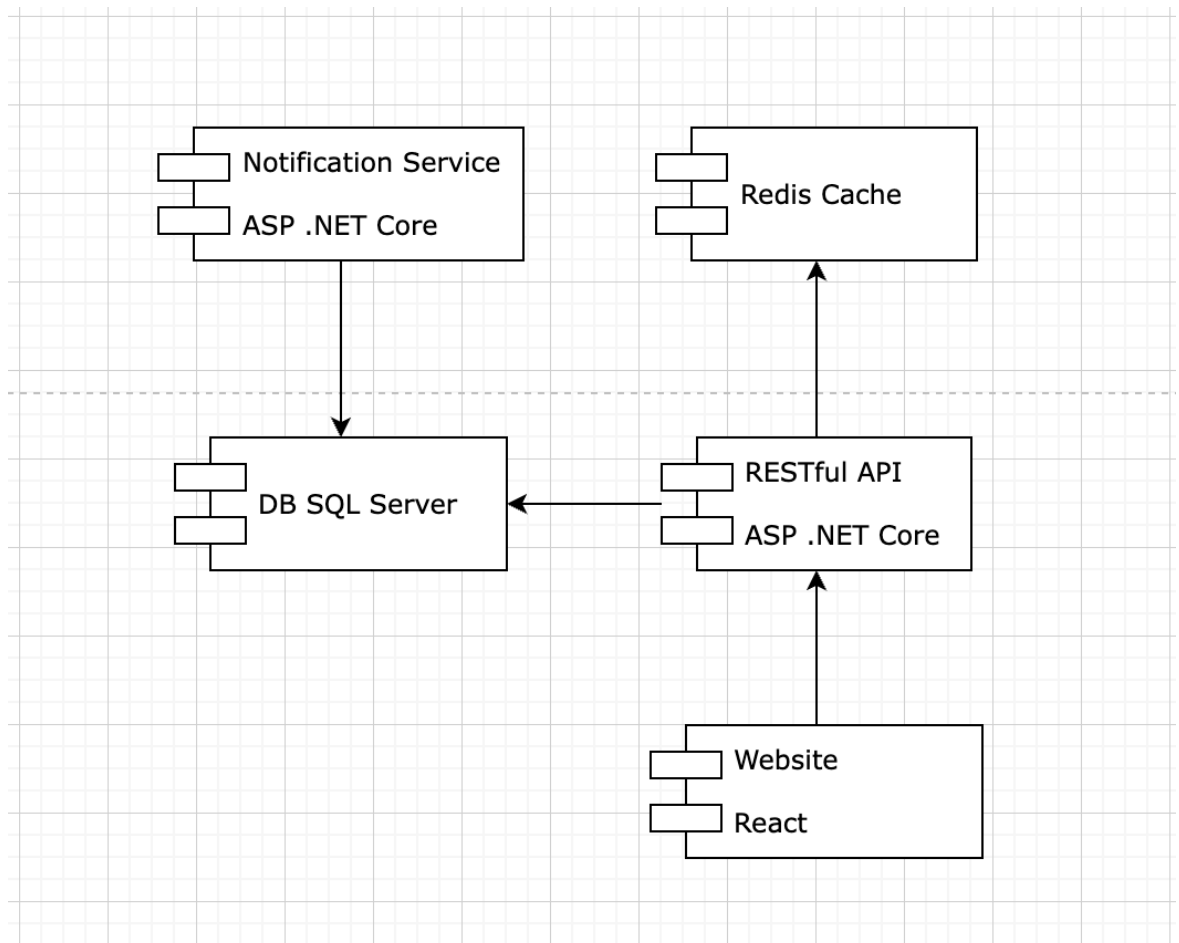 Notification Service
ASP .NET Core
Redis Cache
DB SQL Server
RESTful API
ASP .NET Core
Website
React